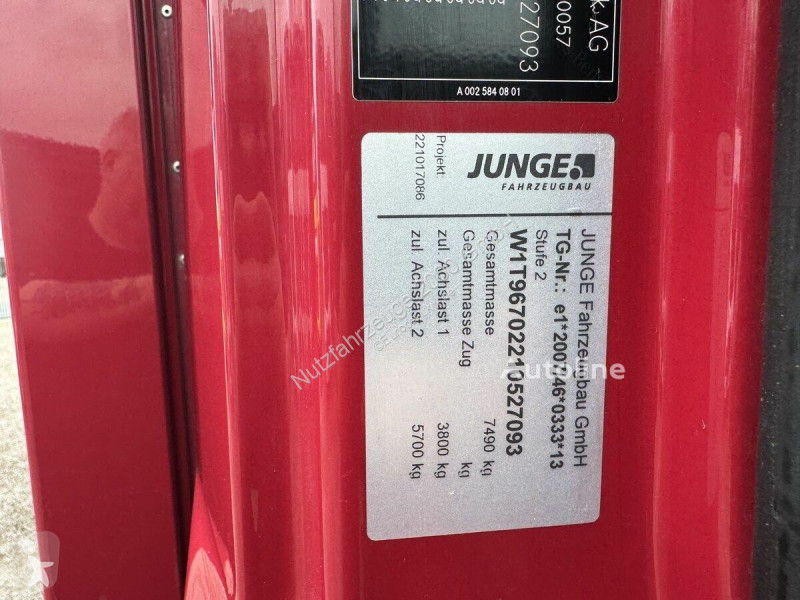 k AG
0057
27093
A 002 584 08 01
JUNGE
FAHRZEUGBAU
Projekt:
221017086
JUNGE Fahrzeugbau GmbH
TG-Nr.: e1*2007/46*0333*13
Stufe 2
W1T96702210527093
Gesamtmasse 7490 kg
Gesamtmasse Zug kg
zul Achslast 1 3800 kg
zul Achslast 2 5700 kg
Autoline